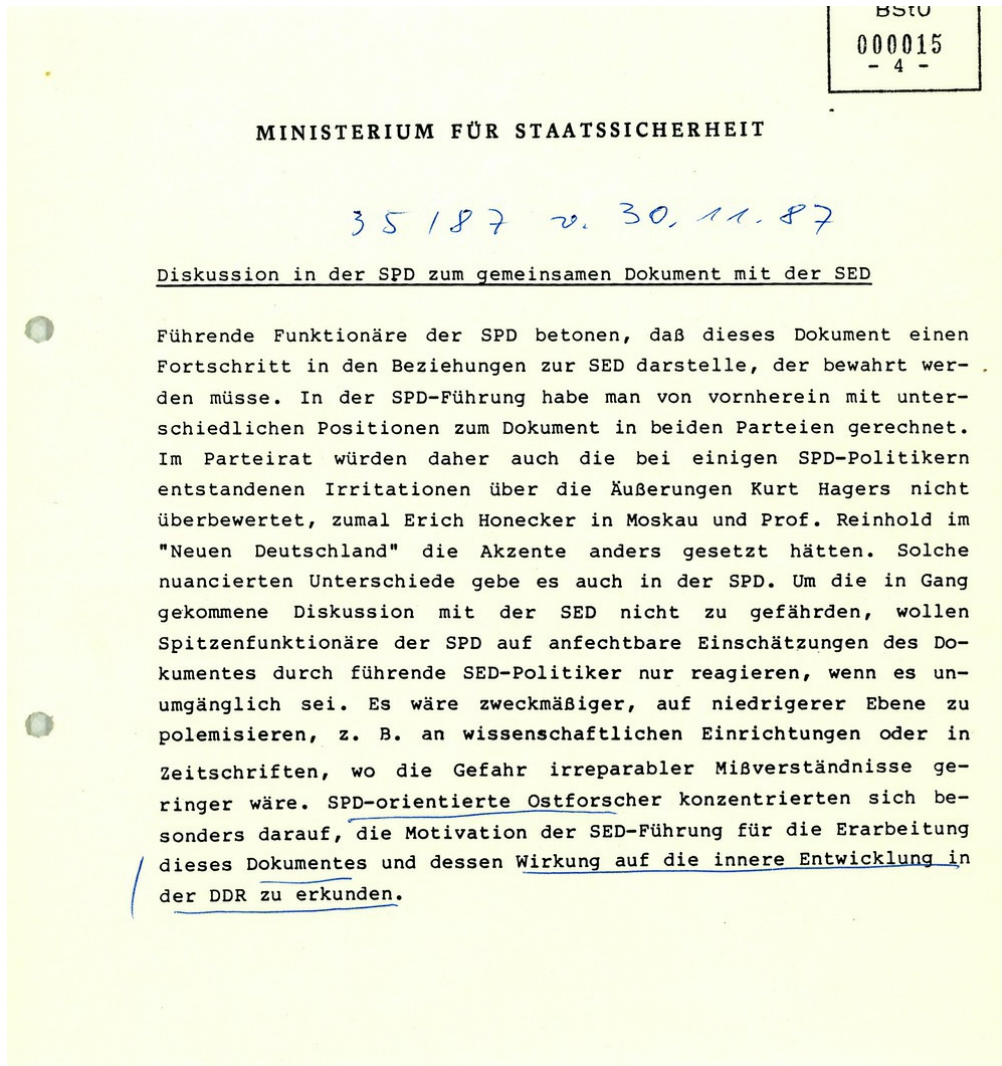 BStU
000015
- 4 -
MINISTERIUM FÜR STAATSSICHERHEIT
35/87 v. 30.11.87
Diskussion in der SPD zum gemeinsamen Dokument mit der SED
Führende Funktionäre der SPD betonen, daß dieses Dokument einen
Fortschritt in den Beziehungen zur SED darstelle, der bewahrt wer-
den müsse. In der SPD-Führung habe man von vornherein mit unter-
schiedlichen Positionen zum Dokument in beiden Parteien gerechnet.
Im Parteirat würden daher auch die bei einigen SPD-Politikern
entstandenen Irritationen über die Äußerungen Kurt Hagers nicht
überbewertet, zumal Erich Honecker in Moskau und Prof. Reinhold im
"Neuen Deutschland" die Akzente anders gesetzt hätten. Solche
nuancierten Unterschiede gebe es auch in der SPD. Um die in Gang
gekommene Diskussion mit der SED nicht zu gefährden, wollen
Spitzenfunktionäre der SPD auf anfechtbare Einschätzungen des Do-
kumentes durch führende SED-Politiker nur reagieren, wenn es un-
umgänglich sei. Es wäre zweckmäßiger, auf niedrigerer Ebene zu
polemisieren, z. B. an wissenschaftlichen Einrichtungen oder in
Zeitschriften, wo die Gefahr irreparabler Mißverständnisse ge-
ringer wäre. SPD-orientierte Ostforscher konzentrierten sich be-
sonders darauf, die Motivation der SED-Führung für die Erarbeitung
dieses Dokumentes und dessen Wirkung auf die innere Entwicklung in
der DDR zu erkunden.